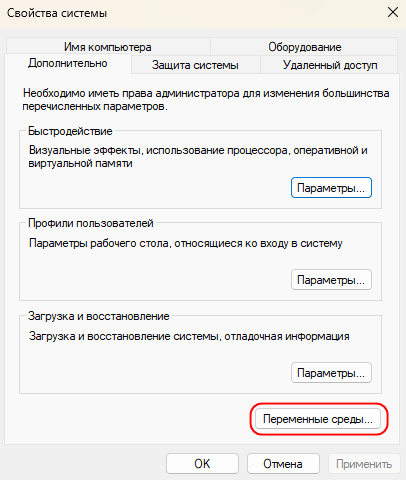 Свойства системы
Имя компьютера
Оборудование
Дополнительно
Защита системы
Удаленный доступ
Необходимо иметь права администратора для изменения большинства
перечисленных параметров.
Быстродействие
Визуальные эффекты, использование процессора, оперативной и
виртуальной памяти
Параметры...
Профили пользователей
Параметры рабочего стола, относящиеся ко входу в систему
Параметры...
Загрузка и восстановление
Загрузка и восстановление системы, отладочная информация
Параметры...
Переменные среды...
ОК
Отмена
Применить